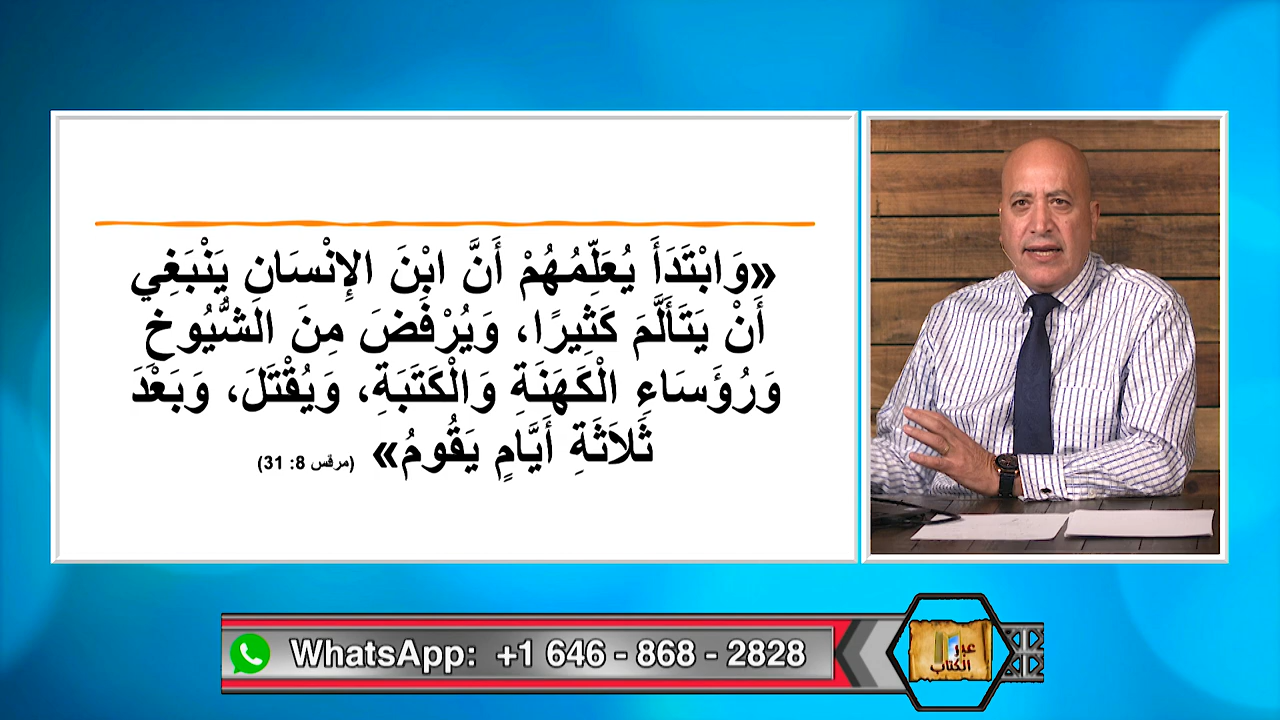 «وَابْتَدَأَ يُعَلِّمُهُمْ أَنَّ ابْنَ الإِنْسَانِ يَنْبَغِي
أَنْ يَتَأَلَّمَ كَثِيرًا، وَيُرْفَضَ مِنَ الشُّيُوخِ
وَرُؤَسَاءِ الْكَهَنَةِ وَالْكَتَبَةِ، وَيُقْتَلَ، وَبَعْدَ
ثَلاَثَةِ أَيَّامٍ يَقُومُ» (مرقس 8: 31)
WhatsApp: +1 646 - 868 - 2828
عبر
الكتاب